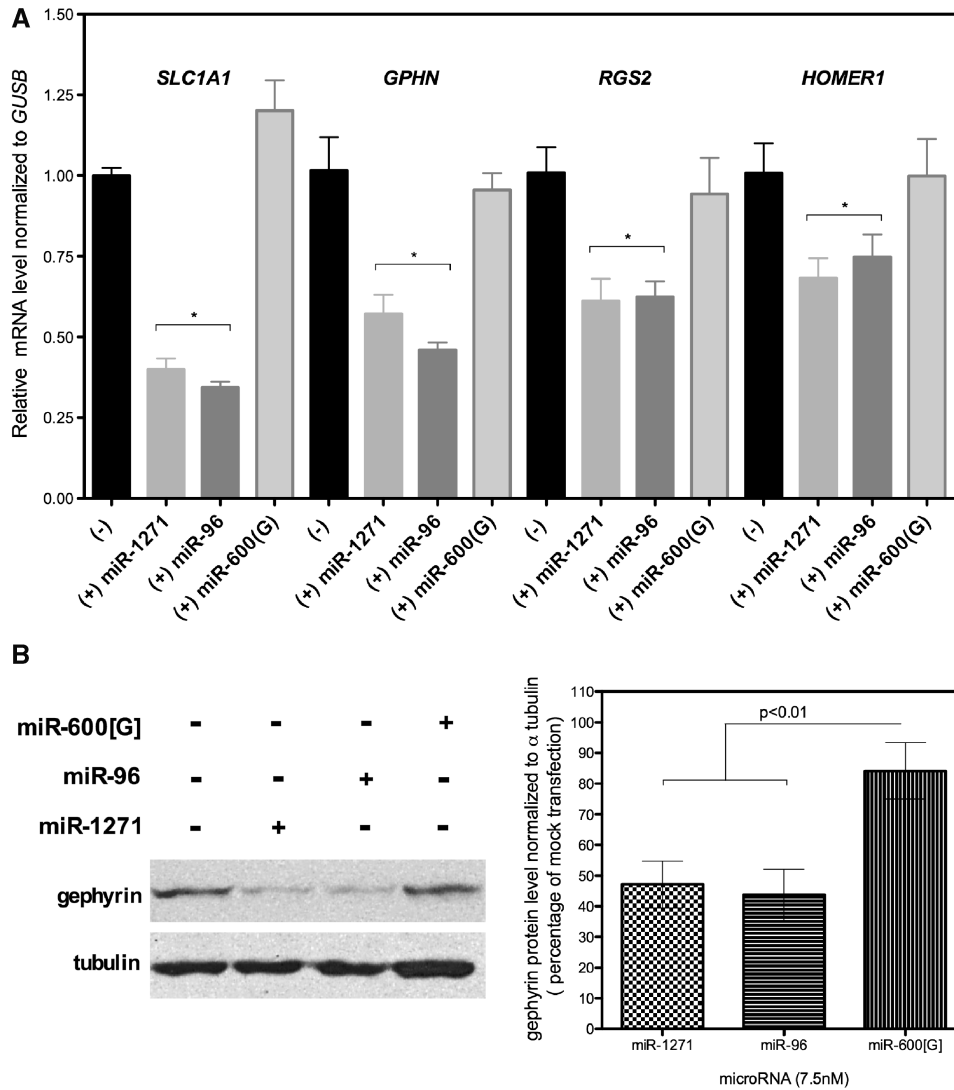 A
Relative mRNA level normalized to GUSB
1.50
1.25
1.00
0.75
0.50
0.25
0.00
SLC1A1
GPHN
RGS2
HOMER1
*
*
*
*
(-)
(+) miR-1271
(+) miR-96
(+) miR-600(G)
(-)
(+) miR-1271
(+) miR-96
(+) miR-600(G)
(-)
(+) miR-1271
(+) miR-96
(+) miR-600(G)
(-)
(+) miR-1271
(+) miR-96
(+) miR-600(G)
B
miR-600[G] - - - +
miR-96 - - + -
miR-1271 - + - -
gephyrin
tubulin
gephyrin protein level normalized to α tubulin
( percentage of mock transfection)
110
100
90
80
70
60
50
40
30
20
10
0
p<0.01
miR-1271
miR-96
miR-600[G]
microRNA (7.5nM)